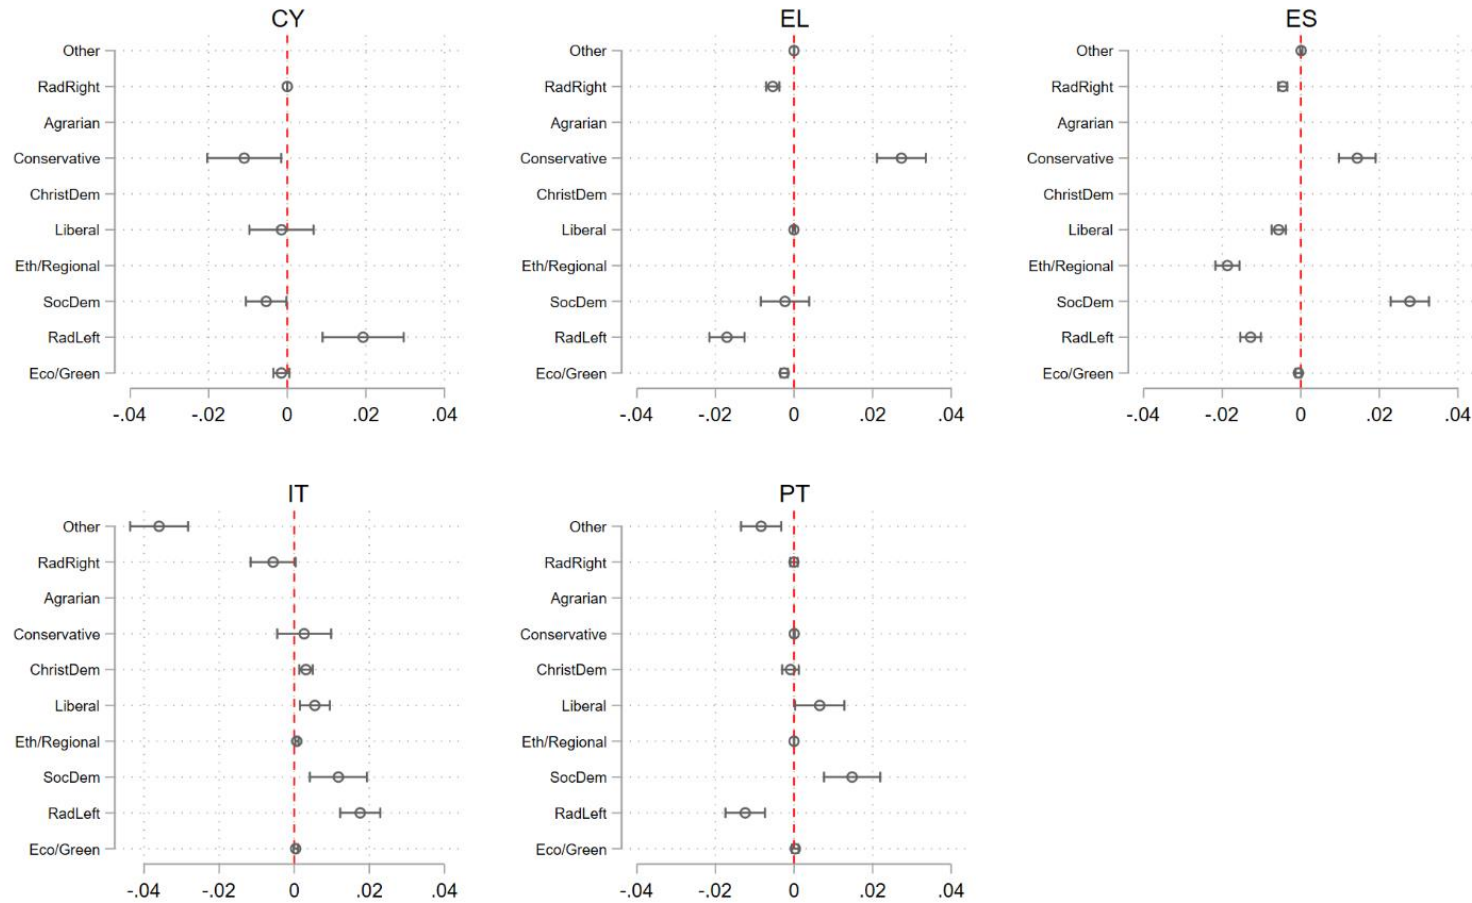 CY
Other
RadRight
Agrarian
Conservative
ChristDem
Liberal
Eth/Regional
SocDem
RadLeft
Eco/Green
-.04 -.02 0 .02 .04
EL
Other
RadRight
Agrarian
Conservative
ChristDem
Liberal
Eth/Regional
SocDem
RadLeft
Eco/Green
-.04 -.02 0 .02 .04
ES
Other
RadRight
Agrarian
Conservative
ChristDem
Liberal
Eth/Regional
SocDem
RadLeft
Eco/Green
-.04 -.02 0 .02 .04
IT
Other
RadRight
Agrarian
Conservative
ChristDem
Liberal
Eth/Regional
SocDem
RadLeft
Eco/Green
-.04 -.02 0 .02 .04
PT
Other
RadRight
Agrarian
Conservative
ChristDem
Liberal
Eth/Regional
SocDem
RadLeft
Eco/Green
-.04 -.02 0 .02 .04